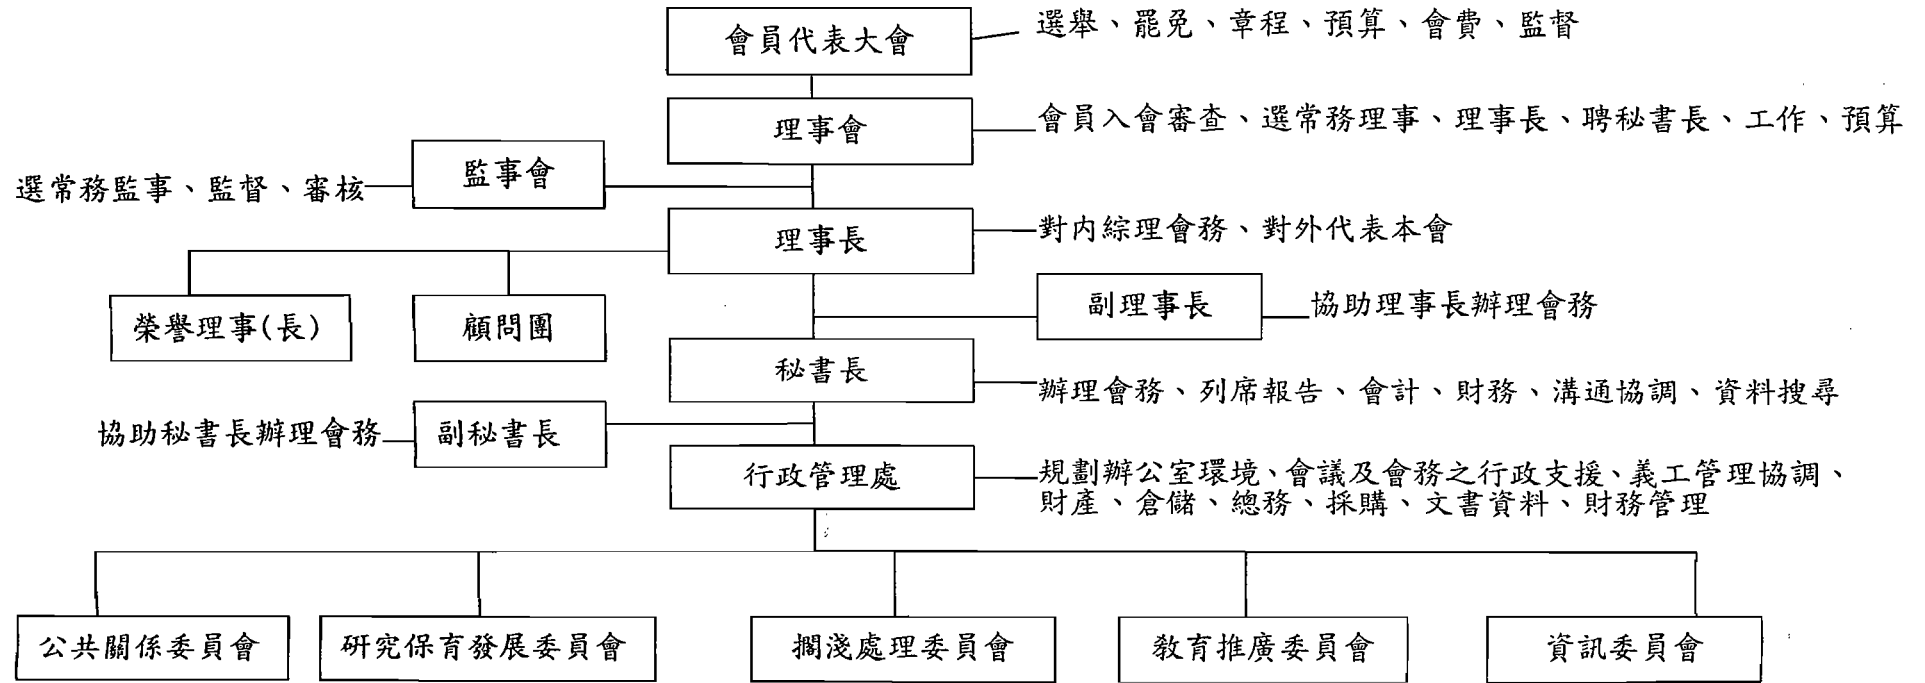 會員代表大會
選舉、罷免、章程、預算、會費、監督
理事會
會員入會審查、選常務理事、理事長、聘秘書長、工作、預算
選常務監事、監督、審核
監事會
理事長
對內綜理會務、對外代表本會
榮譽理事(長)
顧問團
副理事長
協助理事長辦理會務
秘書長
辦理會務、列席報告、會計、財務、溝通協調、資料搜尋
協助秘書長辦理會務
副秘書長
行政管理處
規劃辦公室環境、會議及會務之行政支援、義工管理協調、
財產、倉儲、總務、採購、文書資料、財務管理
公共關係委員會
研究保育發展委員會
擱淺處理委員會
教育推廣委員會
資訊委員會